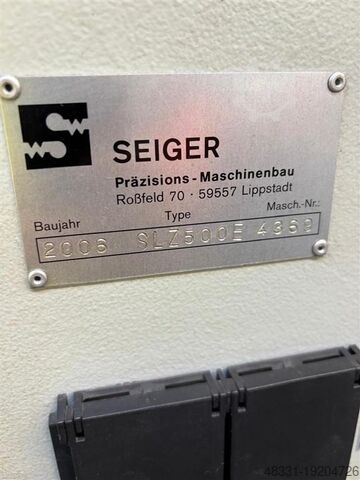 SEIGER
Präzisions-Maschinenbau
Roßfeld 70 · 59557 Lippstadt
Baujahr Type Masch.-Nr.:
2006 SLZ500E 4369
48331-19204726